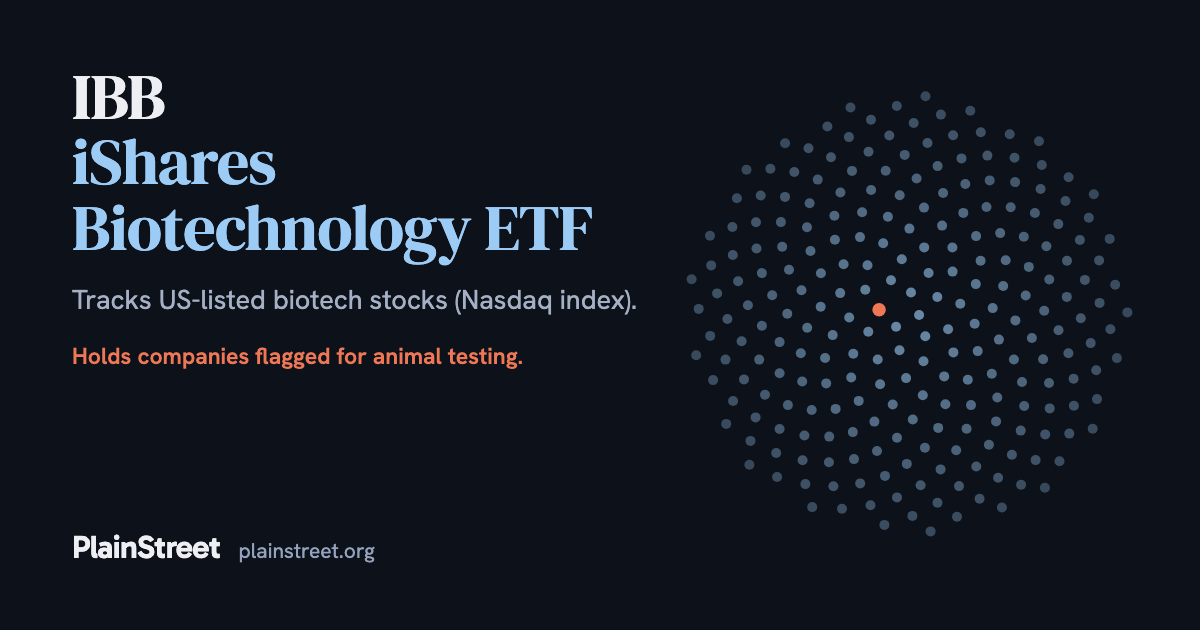 IBB
iShares
Biotechnology ETF
Tracks US-listed biotech stocks (Nasdaq index).
Holds companies flagged for animal testing.
PlainStreet plainstreet.org